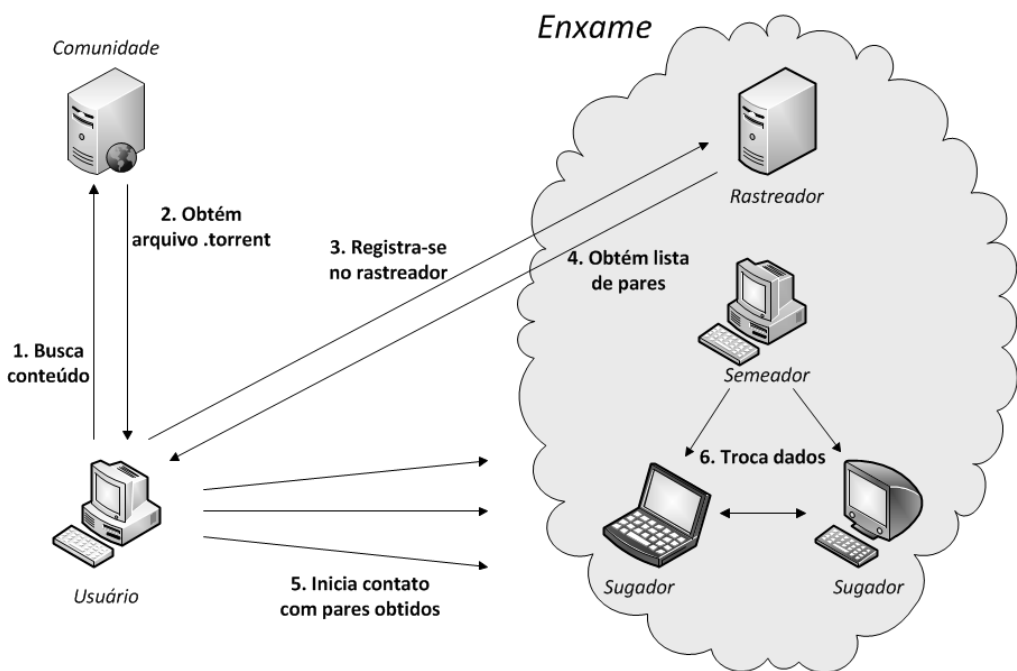 Enxame
Comunidade
Rastreador
2. Obtém
arquivo .torrent
3. Registra-se
no rastreador
4. Obtém lista
de pares
1. Busca
conteúdo
Semeador
6. Troca dados
Usuário
5. Inicia contato
com pares obtidos
Sugador
Sugador